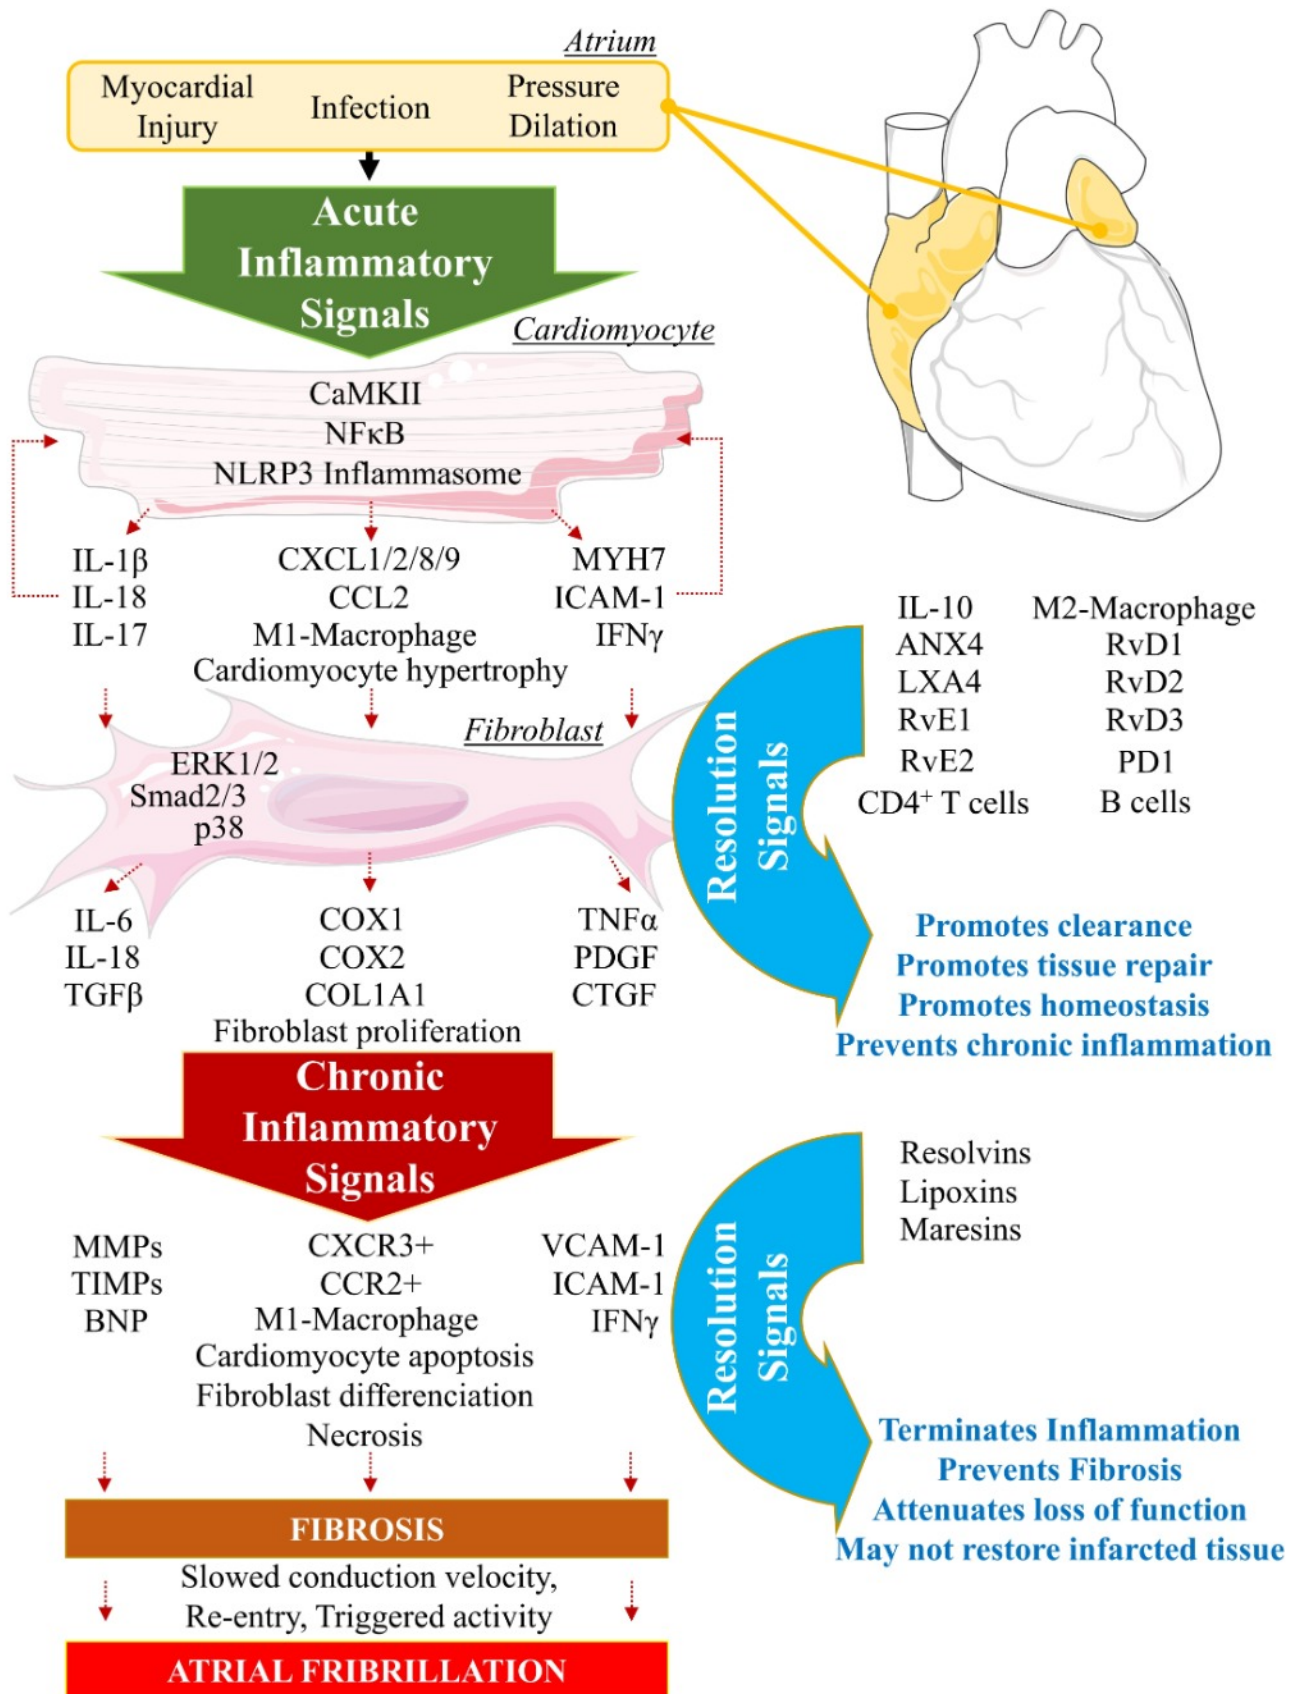 Atrium
Myocardial
Injury
Infection
Pressure
Dilation
Acute
Inflammatory
Signals
Cardiomyocyte
CaMKII
NFκB
NLRP3 Inflammasome
IL-1β
IL-18
IL-17
CXCL1/2/8/9
CCL2
M1-Macrophage
Cardiomyocyte hypertrophy
MYH7
ICAM-1
IFNγ
Fibroblast
ERK1/2
Smad2/3
p38
IL-6
IL-18
TGFβ
COX1
COX2
COL1A1
Fibroblast proliferation
TNFα
PDGF
CTGF
Resolution
Signals
IL-10
ANX4
LXA4
RvE1
RvE2
CD4⁺ T cells
M2-Macrophage
RvD1
RvD2
RvD3
PD1
B cells
Promotes clearance
Promotes tissue repair
Promotes homeostasis
Prevents chronic inflammation
Chronic
Inflammatory
Signals
MMPs
TIMPs
BNP
CXCR3+
CCR2+
M1-Macrophage
Cardiomyocyte apoptosis
Fibroblast differenciation
Necrosis
VCAM-1
ICAM-1
IFNγ
Resolution
Signals
Resolvins
Lipoxins
Maresins
Terminates Inflammation
Prevents Fibrosis
Attenuates loss of function
May not restore infarcted tissue
FIBROSIS
Slowed conduction velocity,
Re-entry, Triggered activity
ATRIAL FRIBRILLATION